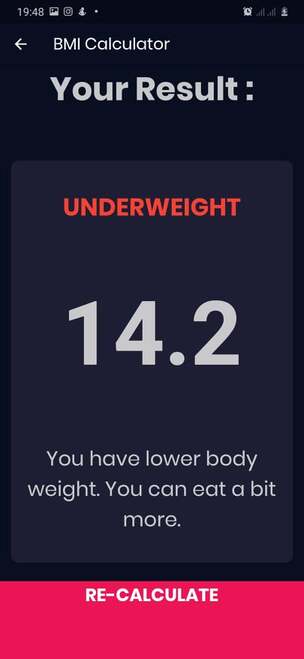 19:48
BMI Calculator
Your Result :
UNDERWEIGHT
14.2
You have lower body
weight. You can eat a bit
more.
RE-CALCULATE